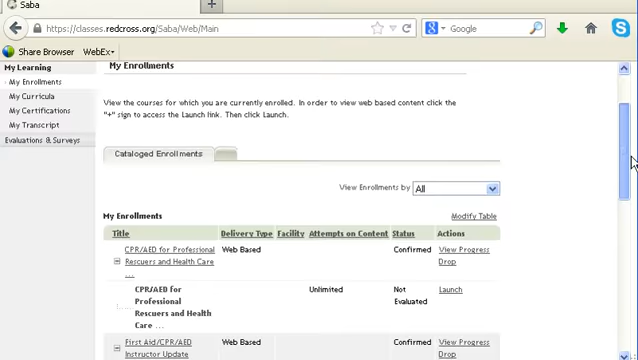 Saba
https://classes.redcross.org/Saba/Web/Main
Google
Share Browser WebEx
My Learning
My Enrollments
My Curricula
My Certifications
My Transcript
Evaluations & Surveys
My Enrollments
View the courses for which you are currently enrolled. In order to view web based content click the
"+" sign to access the Launch link. Then click Launch.
Cataloged Enrollments
View Enrollments by All
My Enrollments Modify Table
Title Delivery Type Facility Attempts on Content Status Actions
CPR/AED for Professional Web Based Confirmed View Progress
Rescuers and Health Care Drop
...
CPR/AED for Unlimited Not Launch
Professional Evaluated
Rescuers and Health
Care ...
First Aid/CPR/AED Web Based Confirmed View Progress
Instructor Update Drop